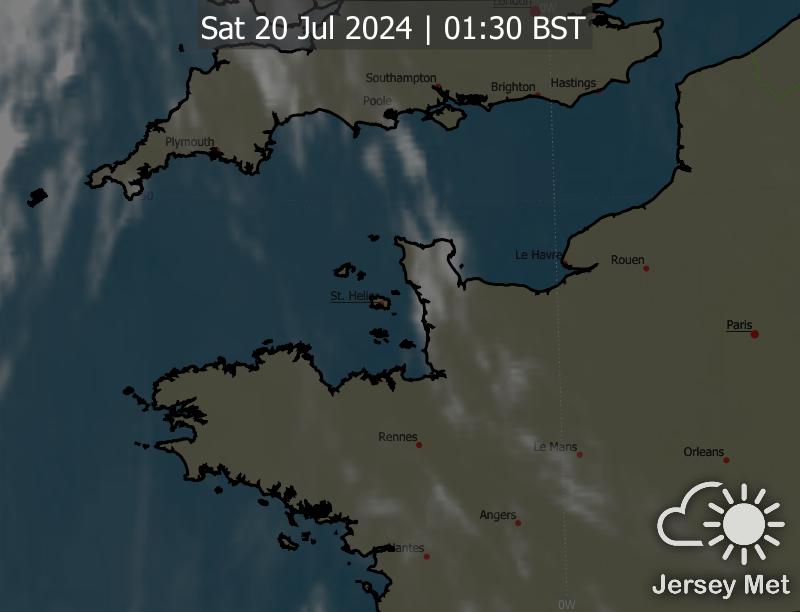 London
0W
Sat 20 Jul 2024 | 01:30 BST
Southampton
Brighton
Hastings
Poole
Plymouth
50
Le Havre
Rouen
St. Helier
Paris
Rennes
Le Mans
Orleans
Angers
Nantes
0W
Jersey Met